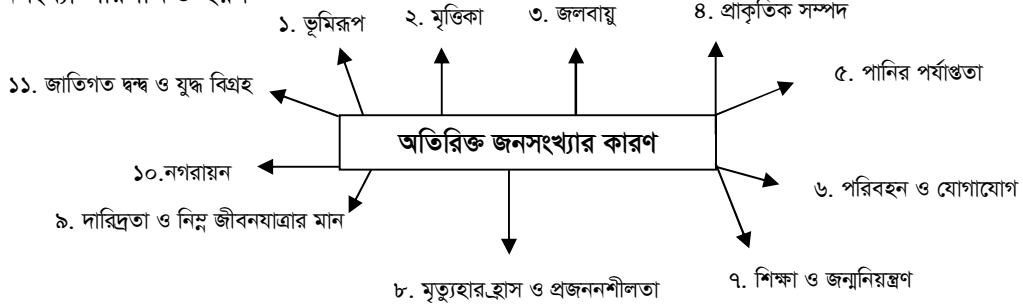 ১. ভূমিরূপ
২. মৃত্তিকা
৩. জলবায়ু
৪. প্রাকৃতিক সম্পদ
১১. জাতিগত দ্বন্দ্ব ও যুদ্ধ বিগ্রহ
৫. পানির পর্যাপ্ততা
অতিরিক্ত জনসংখ্যার কারণ
১০.নগরায়ন
৬. পরিবহন ও যোগাযোগ
৯. দারিদ্রতা ও নিম্ন জীবনযাত্রার মান
৮. মৃত্যুহার হ্রাস ও প্রজননশীলতা
৭. শিক্ষা ও জন্মনিয়ন্ত্রণ